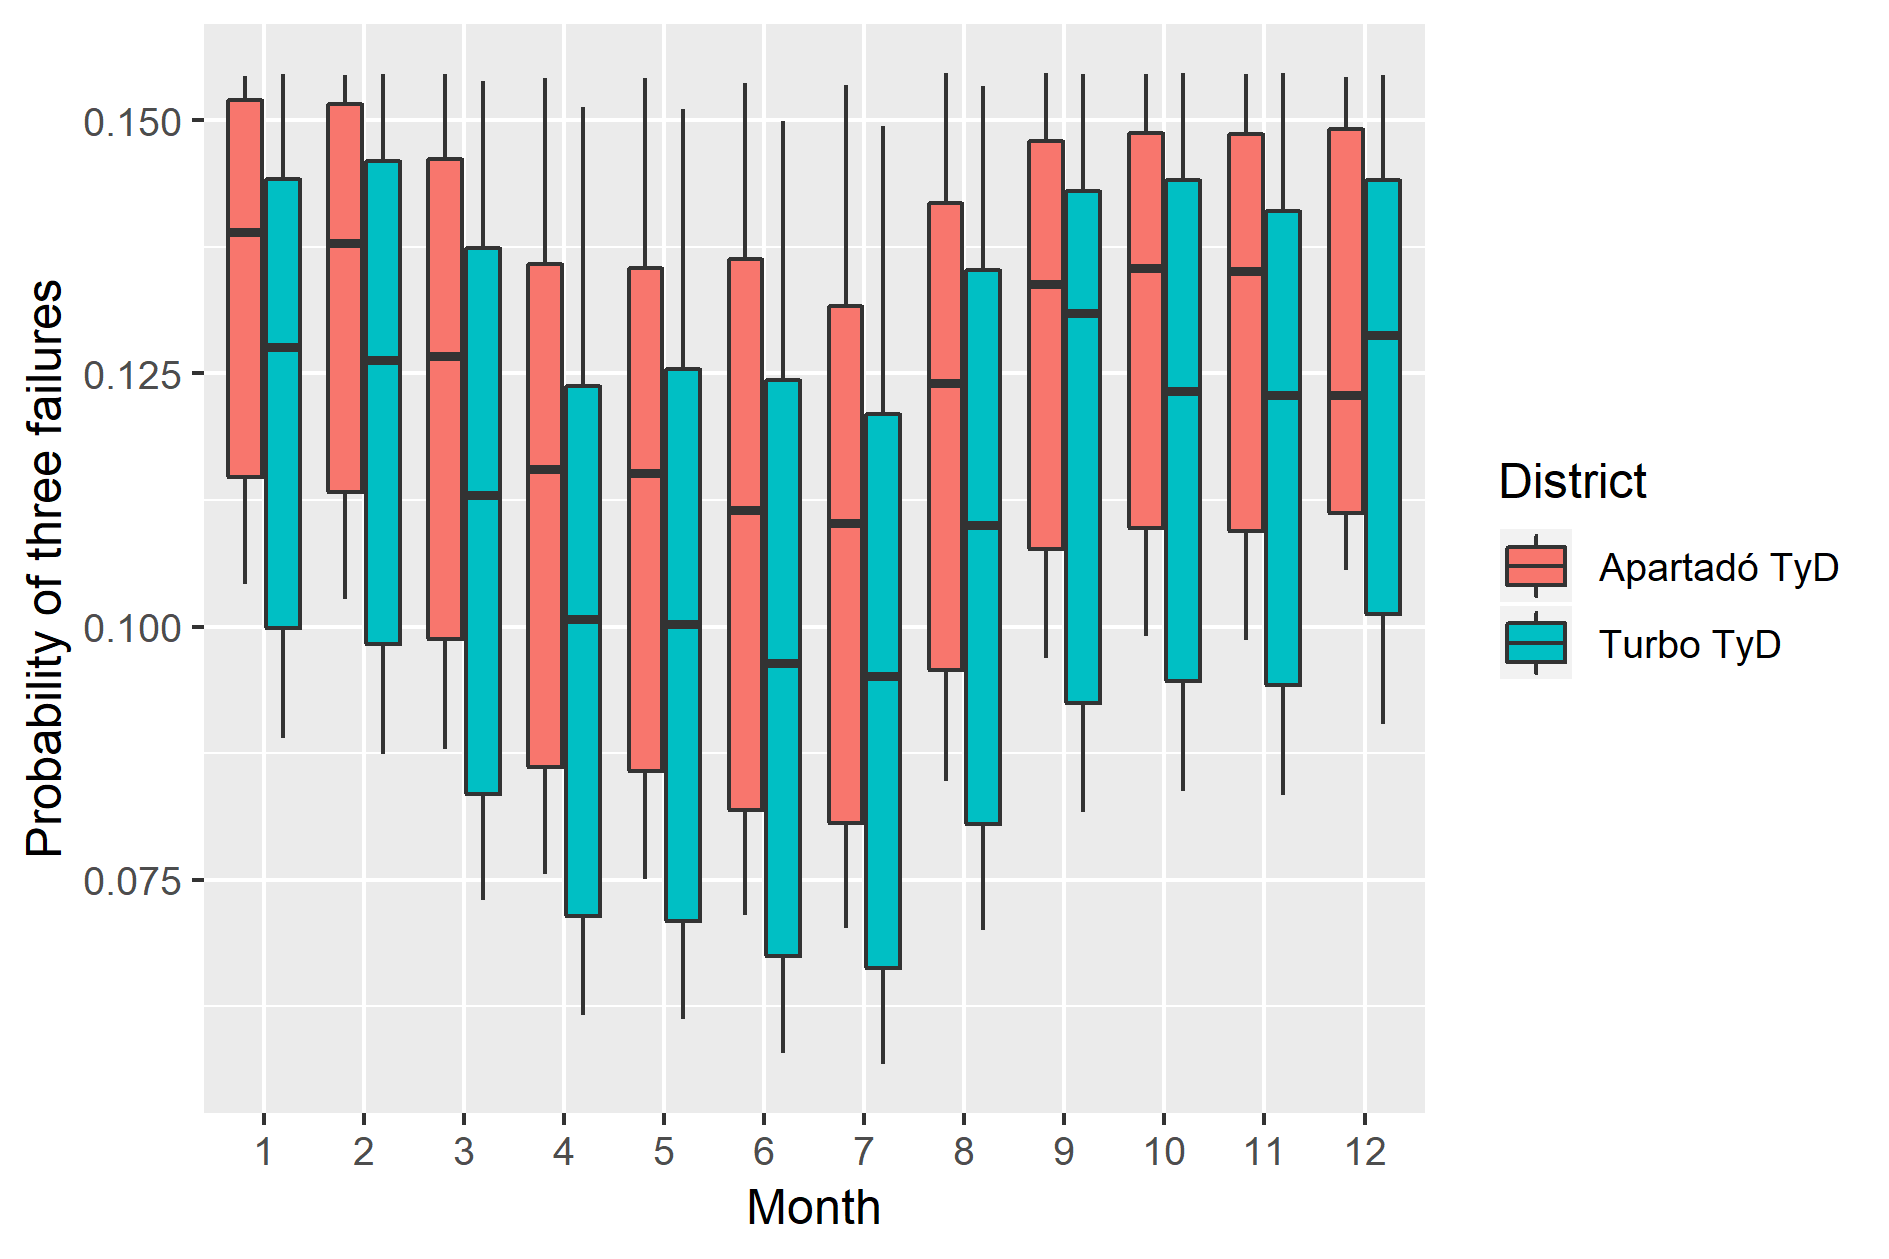 Probability of three failures
0.150
0.125
0.100
0.075
1 2 3 4 5 6 7 8 9 10 11 12
Month
District
Apartadó TyD
Turbo TyD